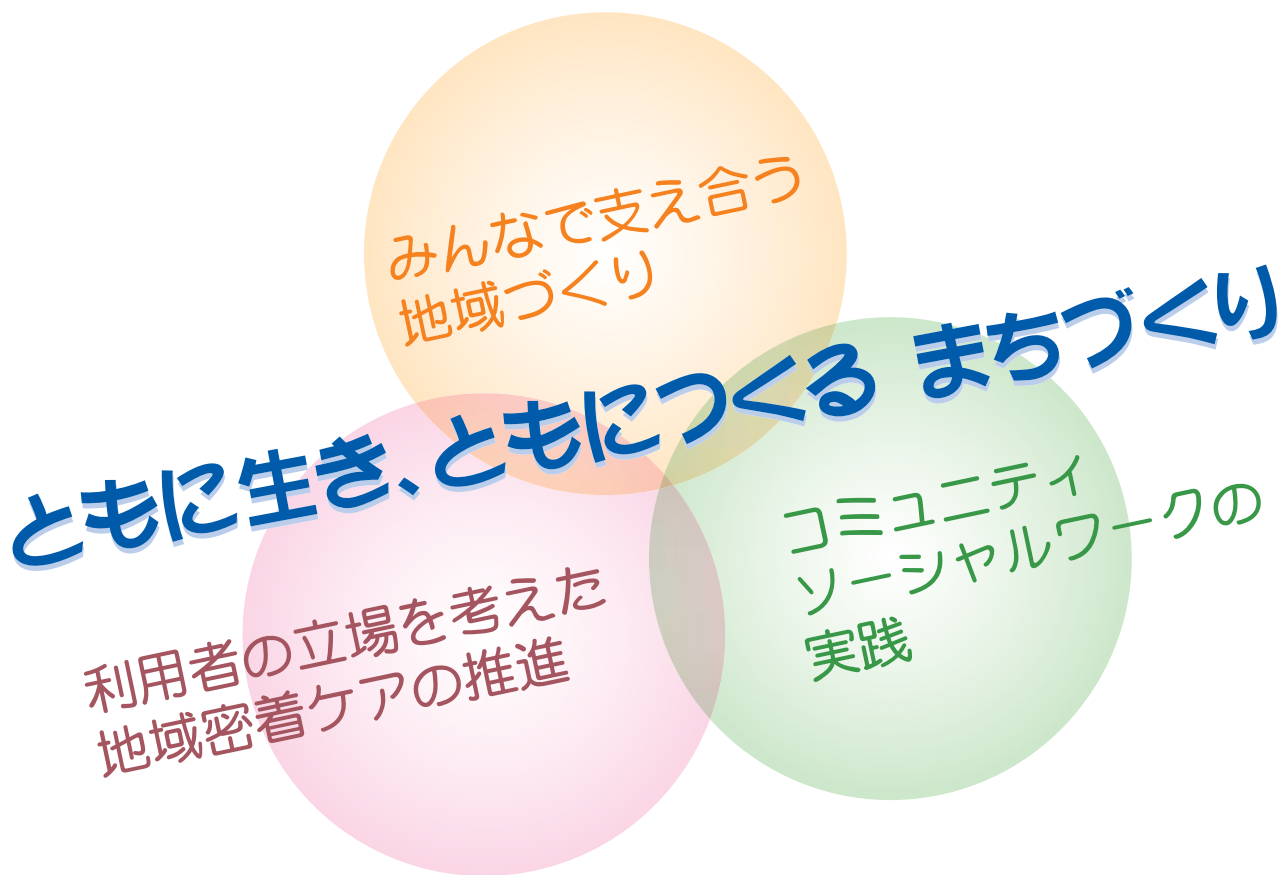 みんなで支え合う
地域づくり
ともに生き、ともにつくる まちづくり
コミュニティ
ソーシャルワークの
実践
利用者の立場を考えた
地域密着ケアの推進